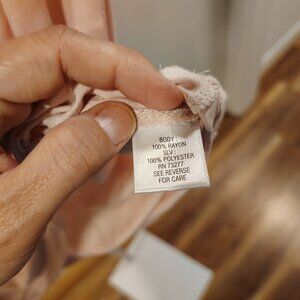 BODY:
100% RAYON
SLV:
100% POLYESTER
RN 73277
SEE REVERSE
FOR CARE